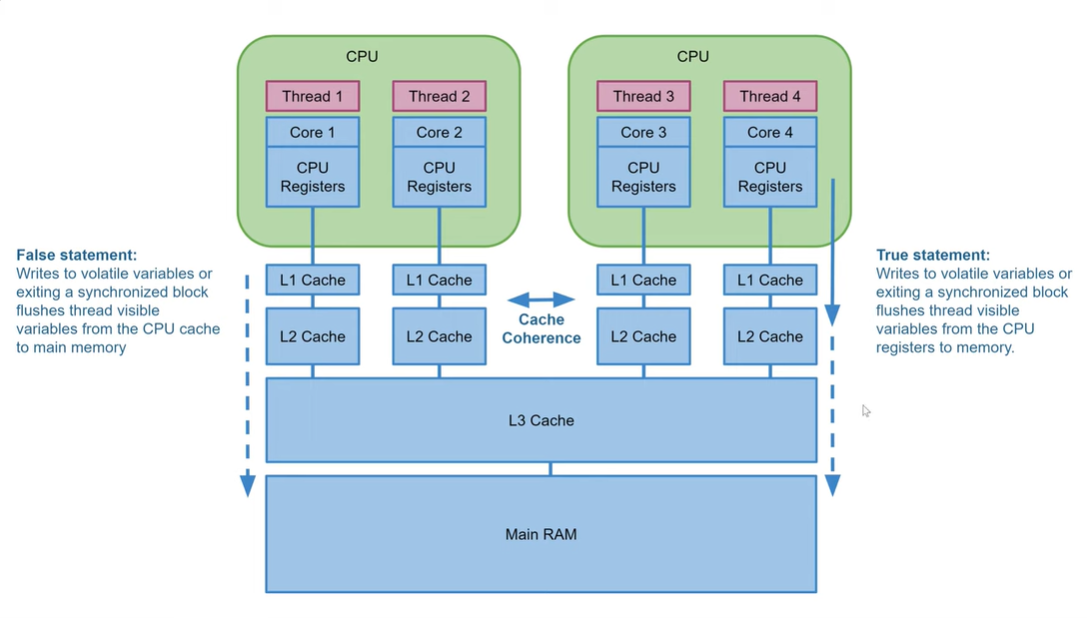 CPU
CPU
Thread 1
Thread 2
Thread 3
Thread 4
Core 1
Core 2
Core 3
Core 4
CPU
Registers
CPU
Registers
CPU
Registers
CPU
Registers
False statement:
Writes to volatile variables or
exiting a synchronized block
flushes thread visible
variables from the CPU cache
to main memory
L1 Cache
L1 Cache
L1 Cache
L1 Cache
Cache
Coherence
L2 Cache
L2 Cache
L2 Cache
L2 Cache
True statement:
Writes to volatile variables or
exiting a synchronized block
flushes thread visible
variables from the CPU
registers to memory.
L3 Cache
Main RAM